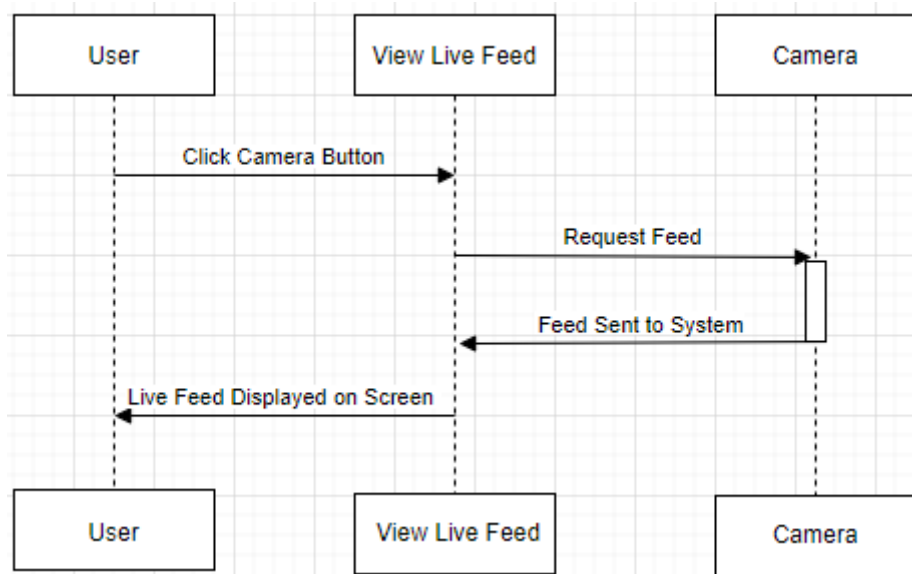 User
View Live Feed
Camera
Click Camera Button
Request Feed
Feed Sent to System
Live Feed Displayed on Screen
User
View Live Feed
Camera